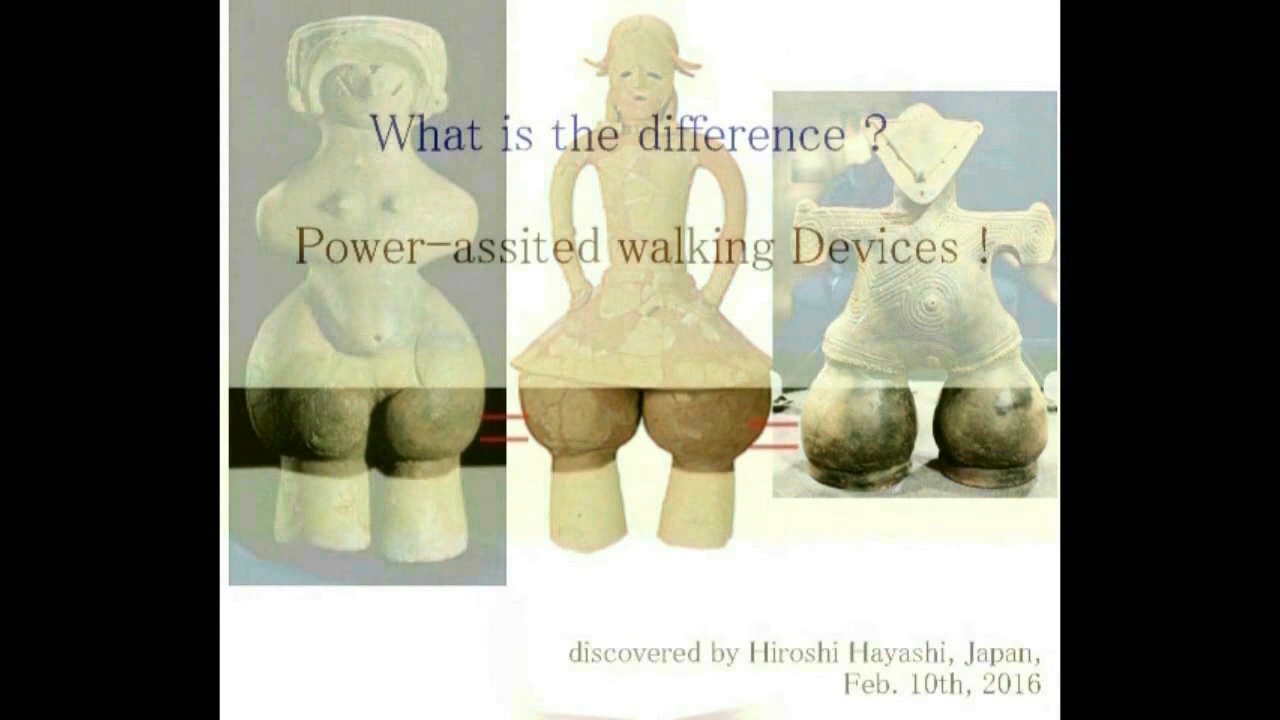 What is the difference ?
Power-assited walking Devices !
discovered by Hiroshi Hayashi, Japan,
Feb. 10th, 2016